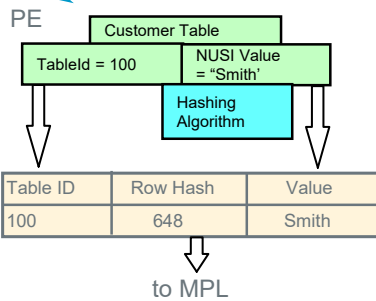 PE
Customer Table
TableId = 100
NUSI Value
= “Smith’
Hashing
Algorithm
Table ID Row Hash Value
100 648 Smith
to MPL